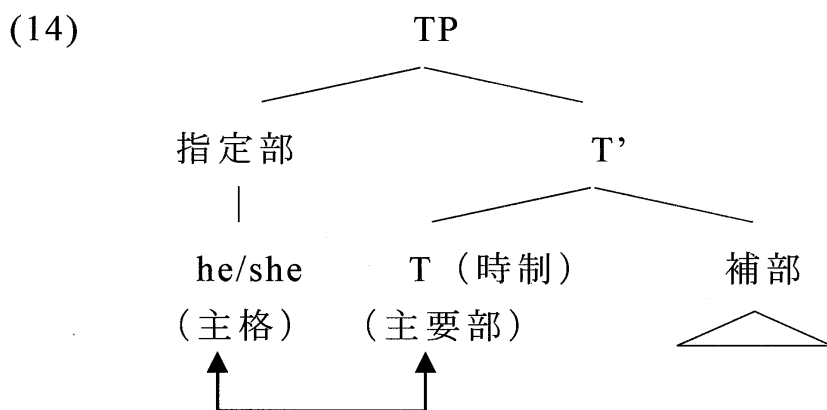 (14) TP
指定部 T’
he/she T（時制） 補部
（主格） （主要部）